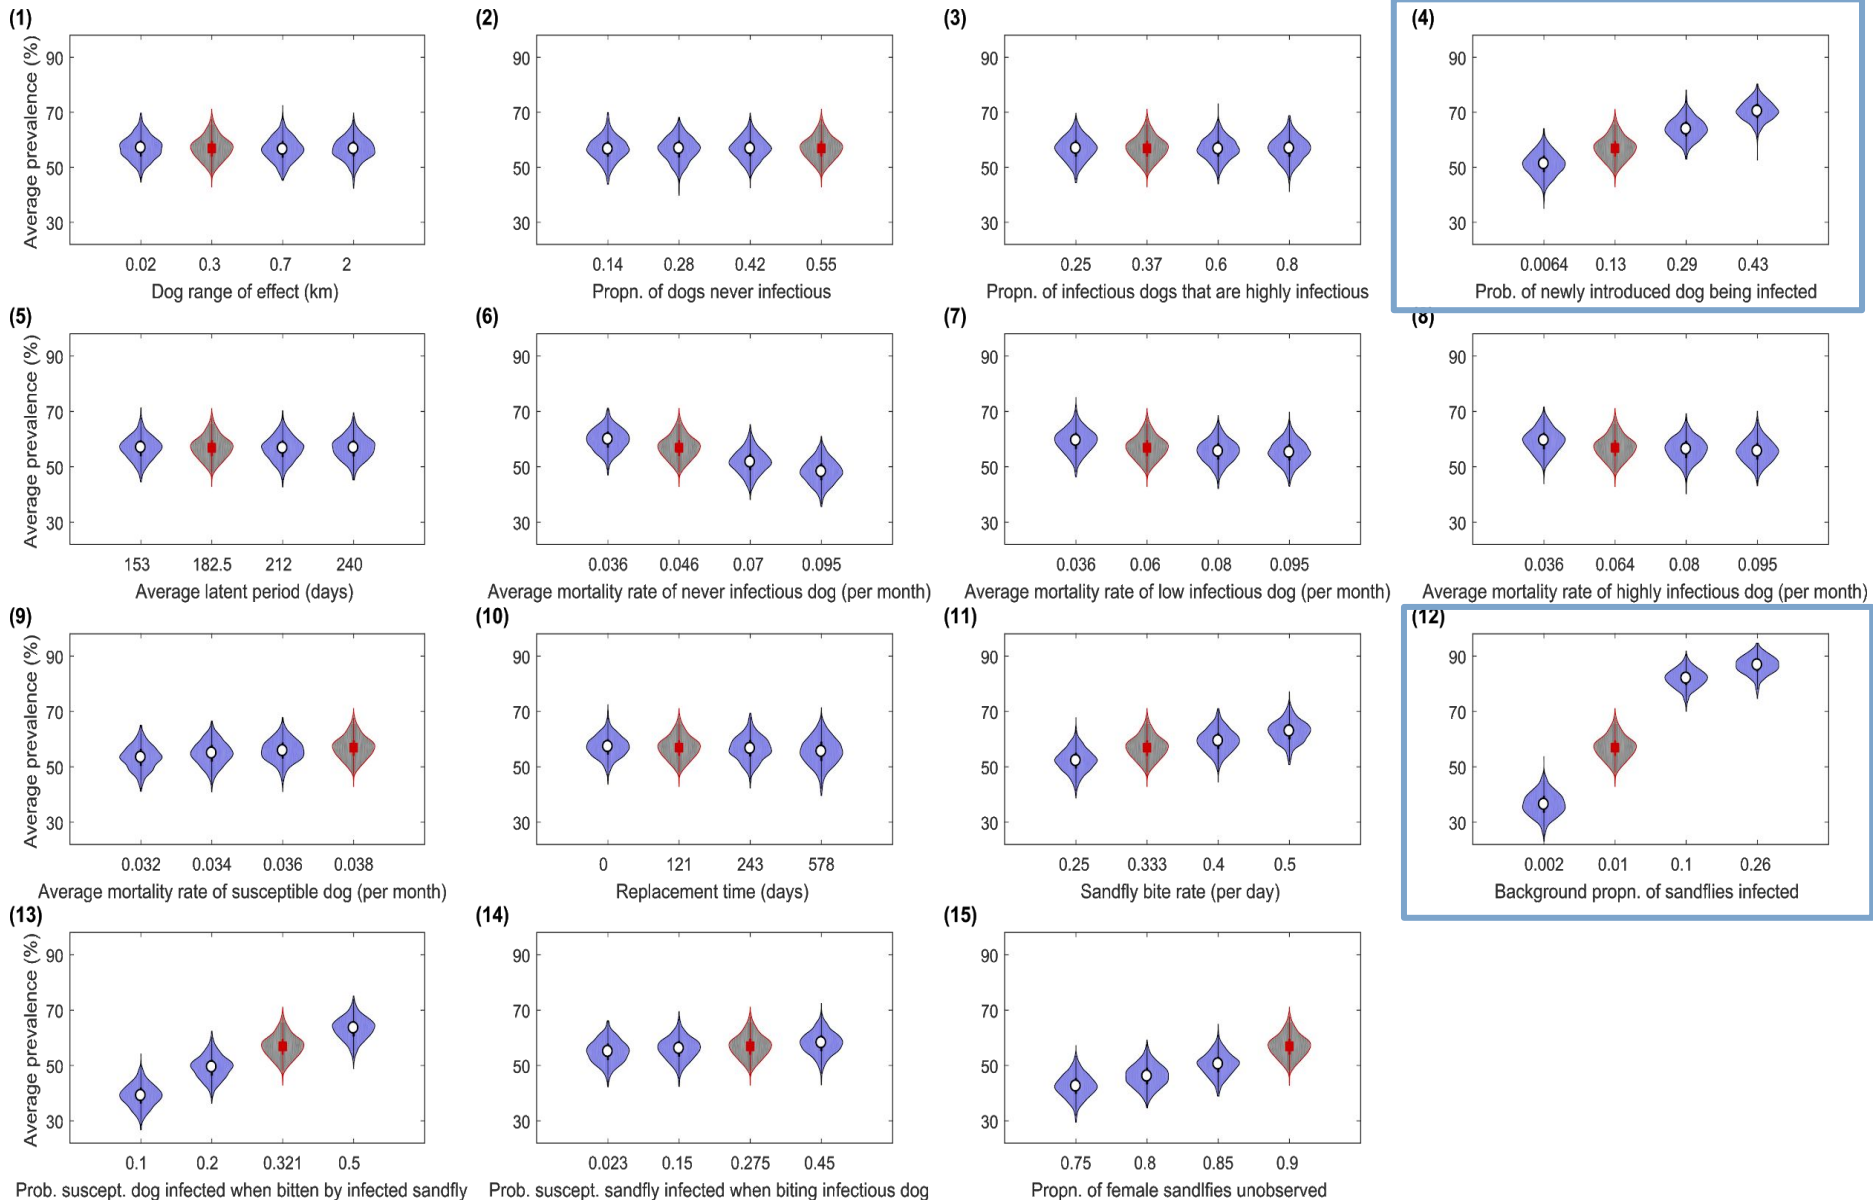 (1) (2) (3) (4)
Average prevalence (%)
90 90 90 90
70 70 70 70
50 50 50 50
30 30 30 30
0.02 0.3 0.7 2 0.14 0.28 0.42 0.55 0.25 0.37 0.6 0.8 0.0064 0.13 0.29 0.43
Dog range of effect (km) Propn. of dogs never infectious Propn. of infectious dogs that are highly infectious Prob. of newly introduced dog being infected
(5) (6) (7) (8)
Average prevalence (%)
90 90 90 90
70 70 70 70
50 50 50 50
30 30 30 30
153 182.5 212 240 0.036 0.046 0.07 0.095 0.036 0.06 0.08 0.095 0.036 0.064 0.08 0.095
Average latent period (days) Average mortality rate of never infectious dog (per month) Average mortality rate of low infectious dog (per month) Average mortality rate of highly infectious dog (per month)
(9) (10) (11) (12)
Average prevalence (%)
90 90 90 90
70 70 70 70
50 50 50 50
30 30 30 30
0.032 0.034 0.036 0.038 0 121 243 578 0.25 0.333 0.4 0.5 0.002 0.01 0.1 0.26
Average mortality rate of susceptible dog (per month) Replacement time (days) Sandfly bite rate (per day) Background propn. of sandflies infected
(13) (14) (15)
Average prevalence (%)
90 90 90
70 70 70
50 50 50
30 30 30
0.1 0.2 0.321 0.5 0.023 0.15 0.275 0.45 0.75 0.8 0.85 0.9
Prob. suscept. dog infected when bitten by infected sandfly Prob. suscept. sandfly infected when biting infectious dog Propn. of female sandlfies unobserved